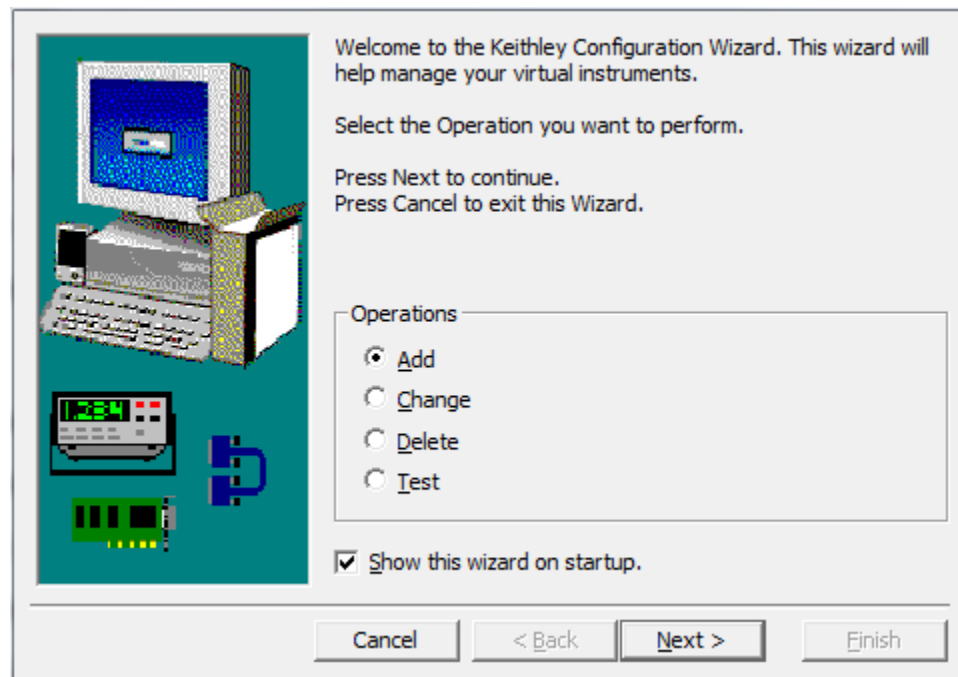 Welcome to the Keithley Configuration Wizard. This wizard will
help manage your virtual instruments.
Select the Operation you want to perform.
Press Next to continue.
Press Cancel to exit this Wizard.
Operations
Add
Change
Delete
Test
1.234
Show this wizard on startup.
Cancel
< Back
Next >
Finish